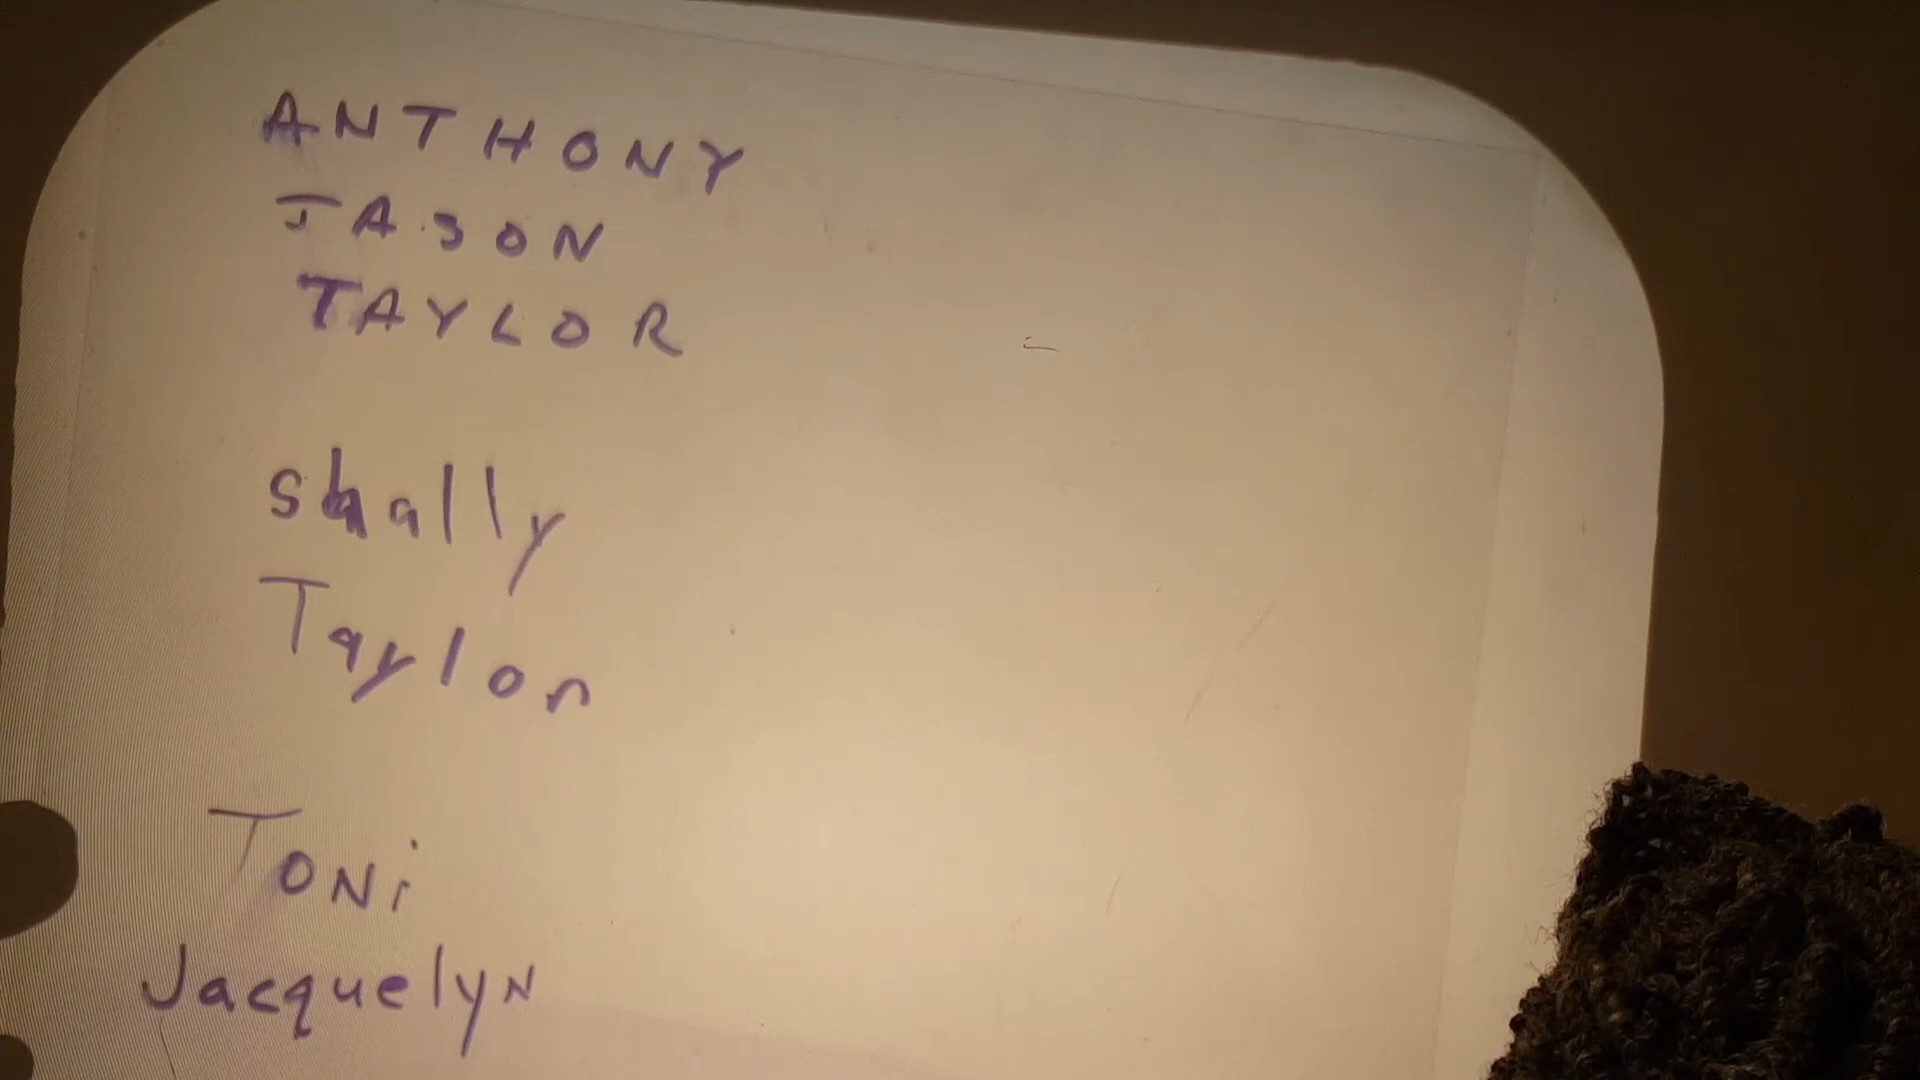 ANTHONY
JASON
TAYLOR
shally
Taylor
TONi
JacquelyN